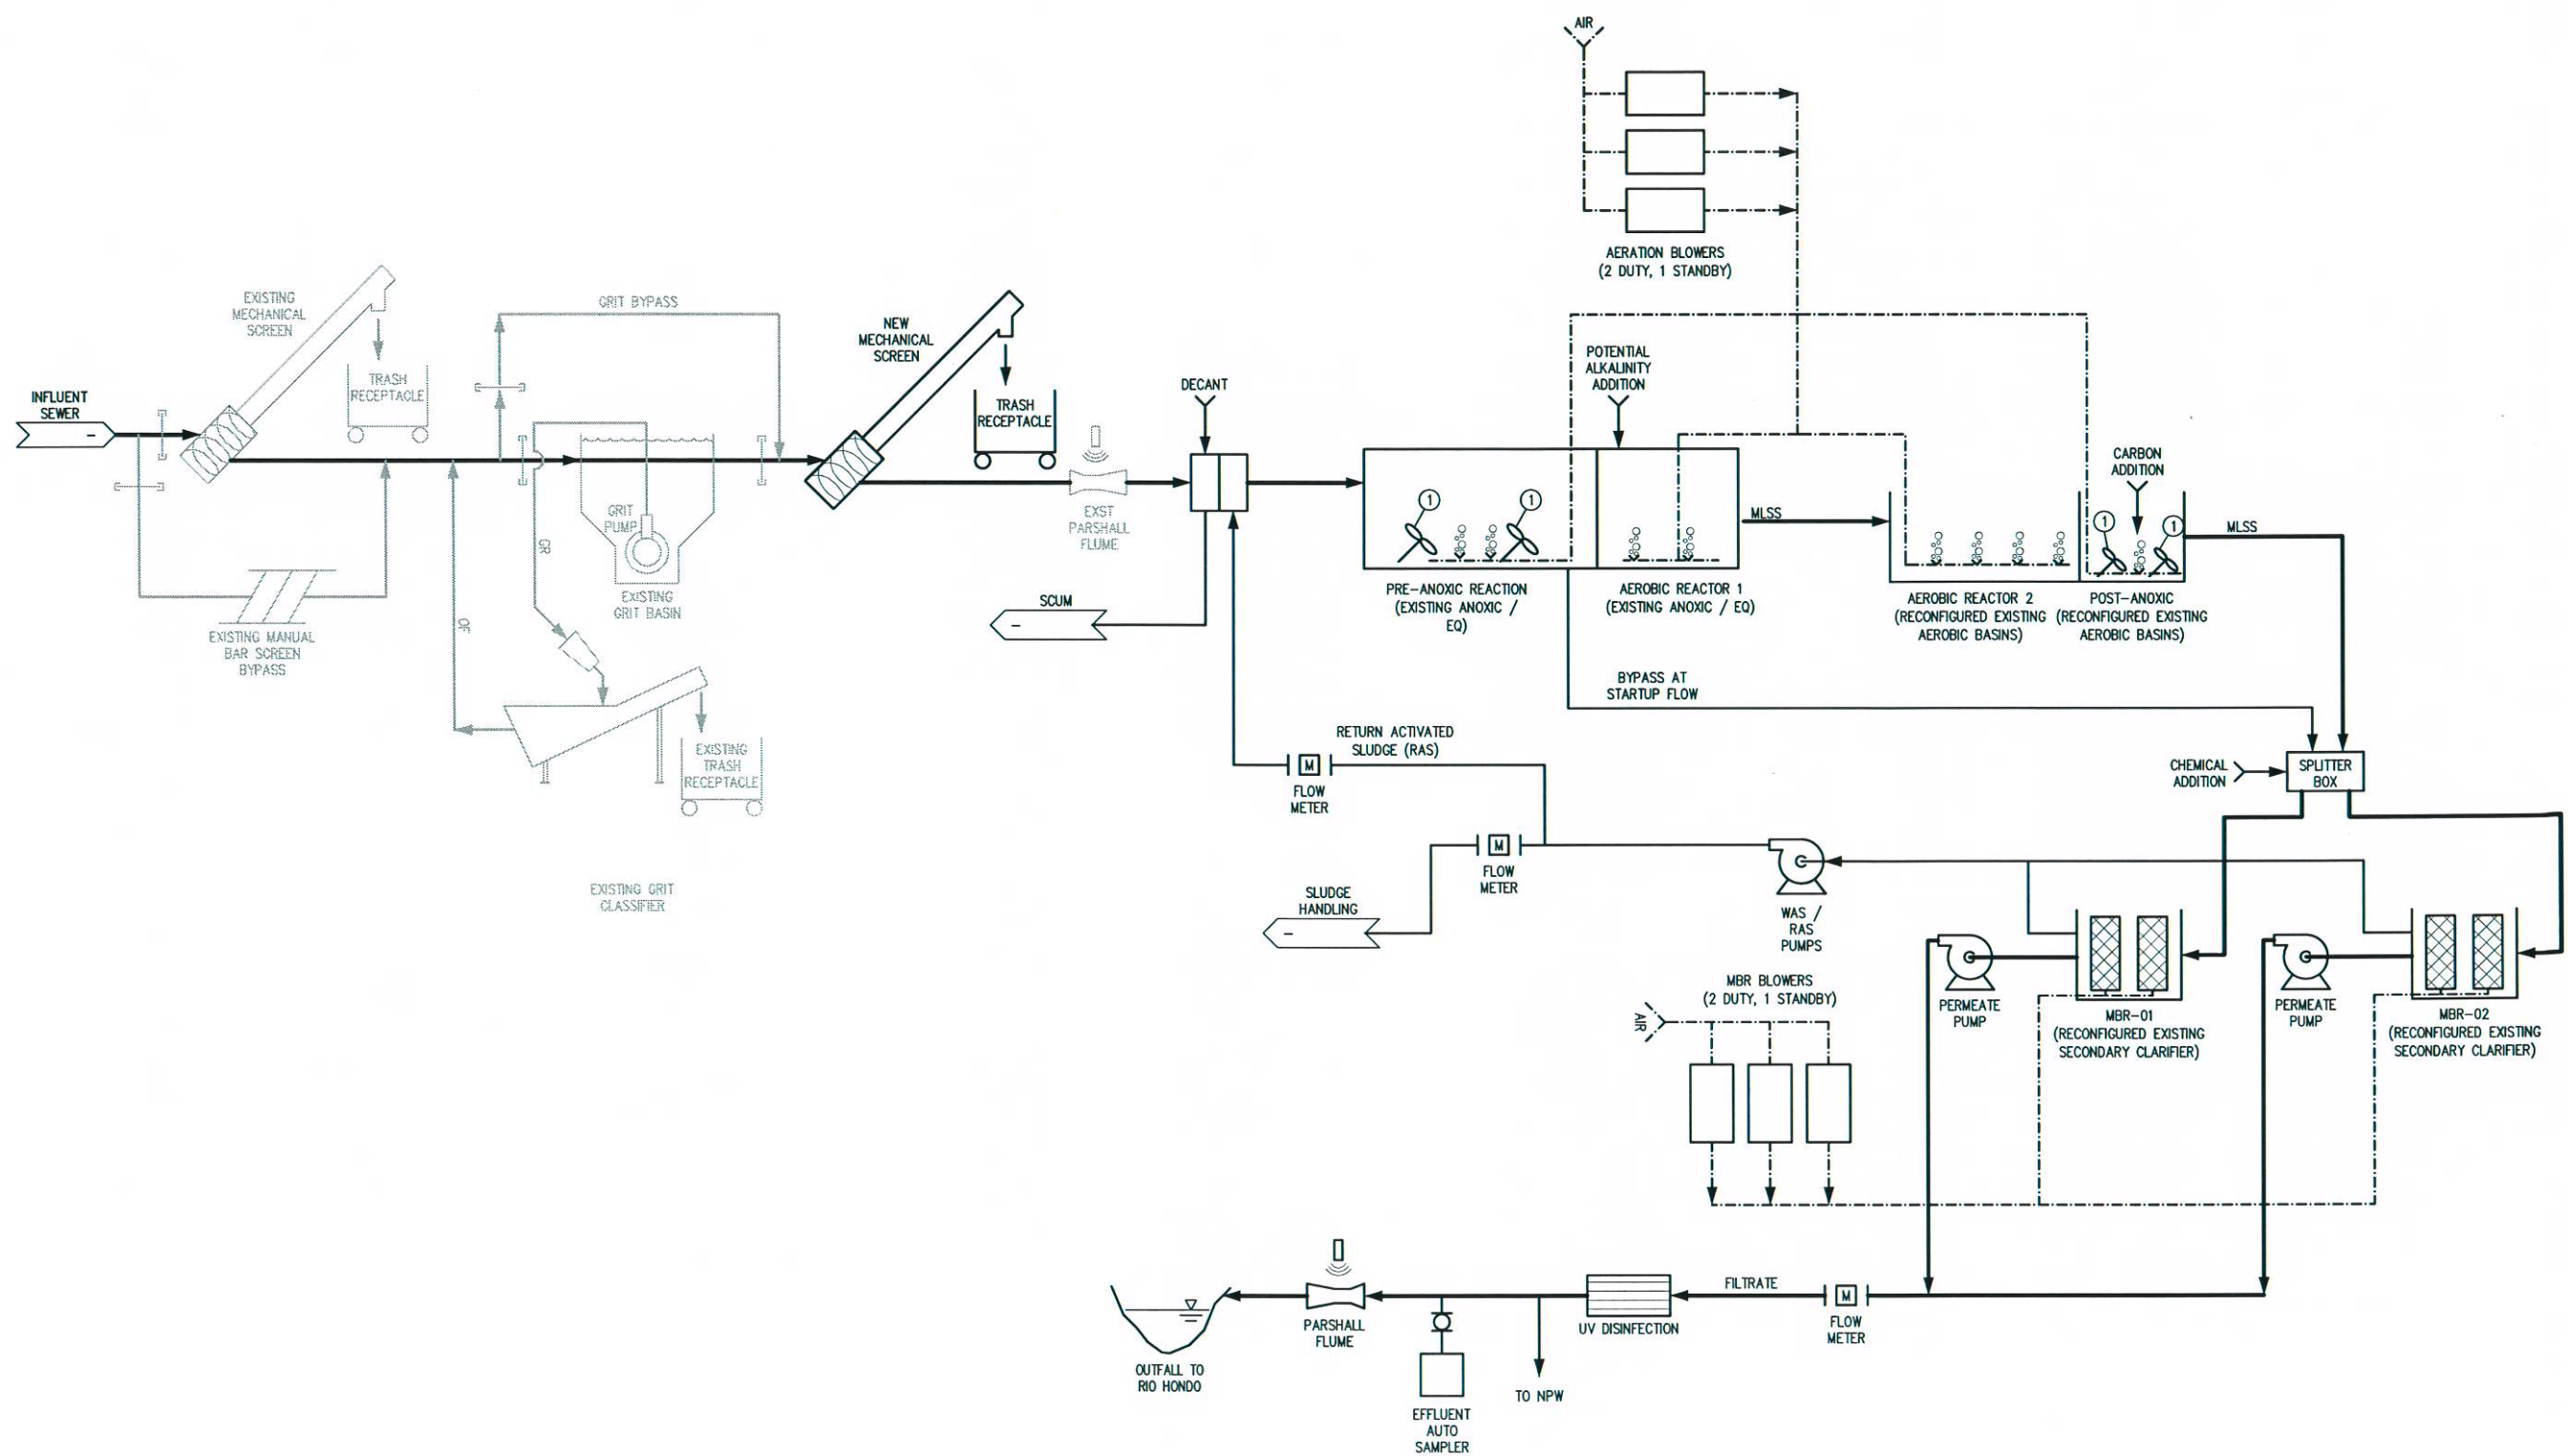 AIR
AERATION BLOWERS
(2 DUTY, 1 STANDBY)
EXISTING
MECHANICAL
SCREEN
GRIT BYPASS
NEW
MECHANICAL
SCREEN
TRASH
RECEPTACLE
INFLUENT
SEWER
-
TRASH
RECEPTACLE
DECANT
POTENTIAL
ALKALINITY
ADDITION
CARBON
ADDITION
GRIT
PUMP
GR
EXST
PARSHALL
FLUME
1
1
MLSS
1
1
MLSS
EXISTING
GRIT BASIN
PRE-ANOXIC REACTION
(EXISTING ANOXIC /
EQ)
AEROBIC REACTOR 1
(EXISTING ANOXIC / EQ)
AEROBIC REACTOR 2
(RECONFIGURED EXISTING
AEROBIC BASINS)
POST-ANOXIC
(RECONFIGURED EXISTING
AEROBIC BASINS)
SCUM
-
OF
EXISTING MANUAL
BAR SCREEN
BYPASS
BYPASS AT
STARTUP FLOW
EXISTING
TRASH
RECEPTACLE
RETURN ACTIVATED
SLUDGE (RAS)
M
FLOW
METER
CHEMICAL
ADDITION
SPLITTER
BOX
EXISTING GRIT
CLASSIFIER
M
FLOW
METER
SLUDGE
HANDLING
-
WAS /
RAS
PUMPS
MBR BLOWERS
(2 DUTY, 1 STANDBY)
AIR
PERMEATE
PUMP
MBR-01
(RECONFIGURED EXISTING
SECONDARY CLARIFIER)
PERMEATE
PUMP
MBR-02
(RECONFIGURED EXISTING
SECONDARY CLARIFIER)
OUTFALL TO
RIO HONDO
PARSHALL
FLUME
EFFLUENT
AUTO
SAMPLER
TO NPW
UV DISINFECTION
FILTRATE
M
FLOW
METER